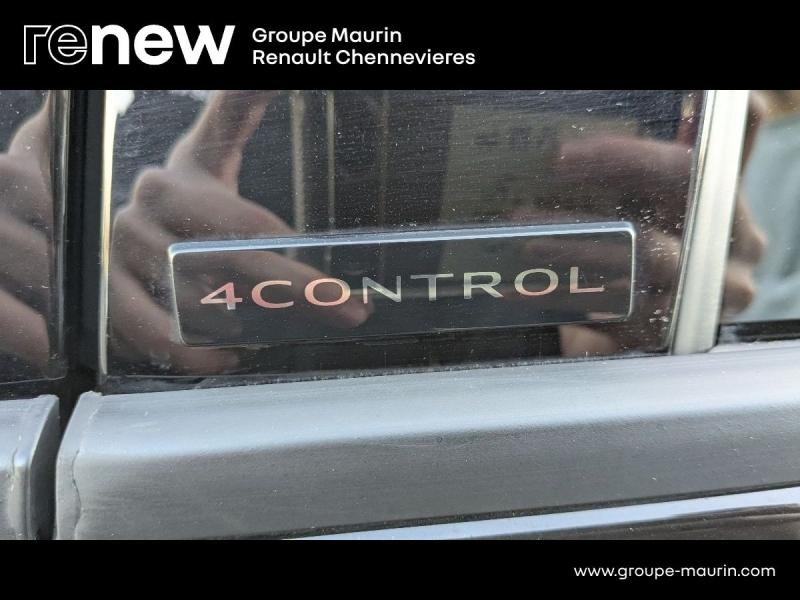 renew
Groupe Maurin
Renault Chennevieres
4CONTROL
www.groupe-maurin.com